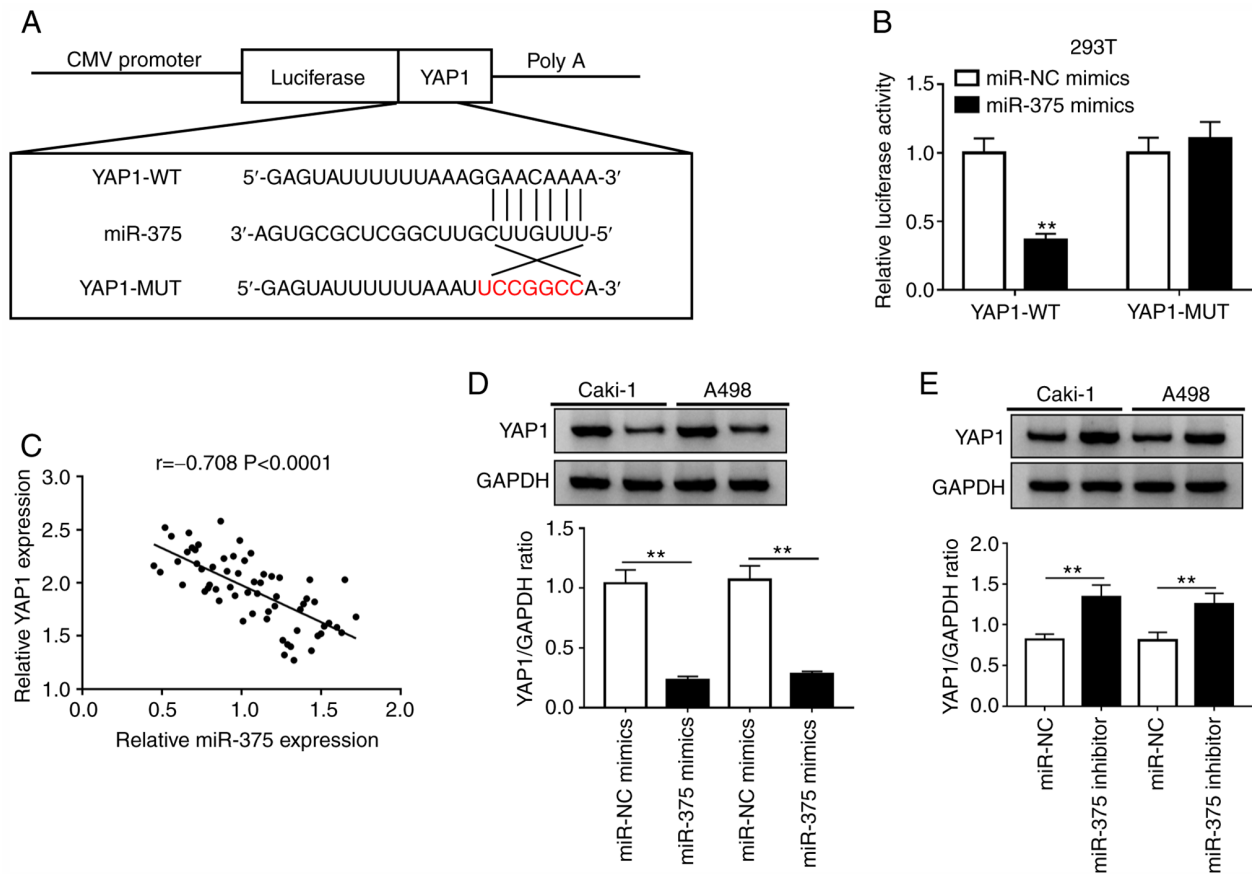 A
CMV promoter
Luciferase
YAP1
Poly A
YAP1-WT 5′-GAGUAUUUUUUAAAGGAACAAAA-3′
miR-375 3′-AGUGCGCUCGGCUUGCUUGUUU-5′
YAP1-MUT 5′-GAGUAUUUUUUAAAUUCCGGCCA-3′
B
293T
miR-NC mimics
miR-375 mimics
Relative luciferase activity
1.5
1.0
0.5
0.0
**
YAP1-WT YAP1-MUT
C
r=−0.708 P<0.0001
Relative YAP1 expression
3.0
2.5
2.0
1.5
1.0
0.0 0.5 1.0 1.5 2.0
Relative miR-375 expression
D
Caki-1 A498
YAP1
GAPDH
YAP1/GAPDH ratio
1.5
1.0
0.5
0.0
** **
miR-NC mimics
miR-375 mimics
miR-NC mimics
miR-375 mimics
E
Caki-1 A498
YAP1
GAPDH
YAP1/GAPDH ratio
2.0
1.5
1.0
0.5
0.0
** **
miR-NC
miR-375 inhibitor
miR-NC
miR-375 inhibitor